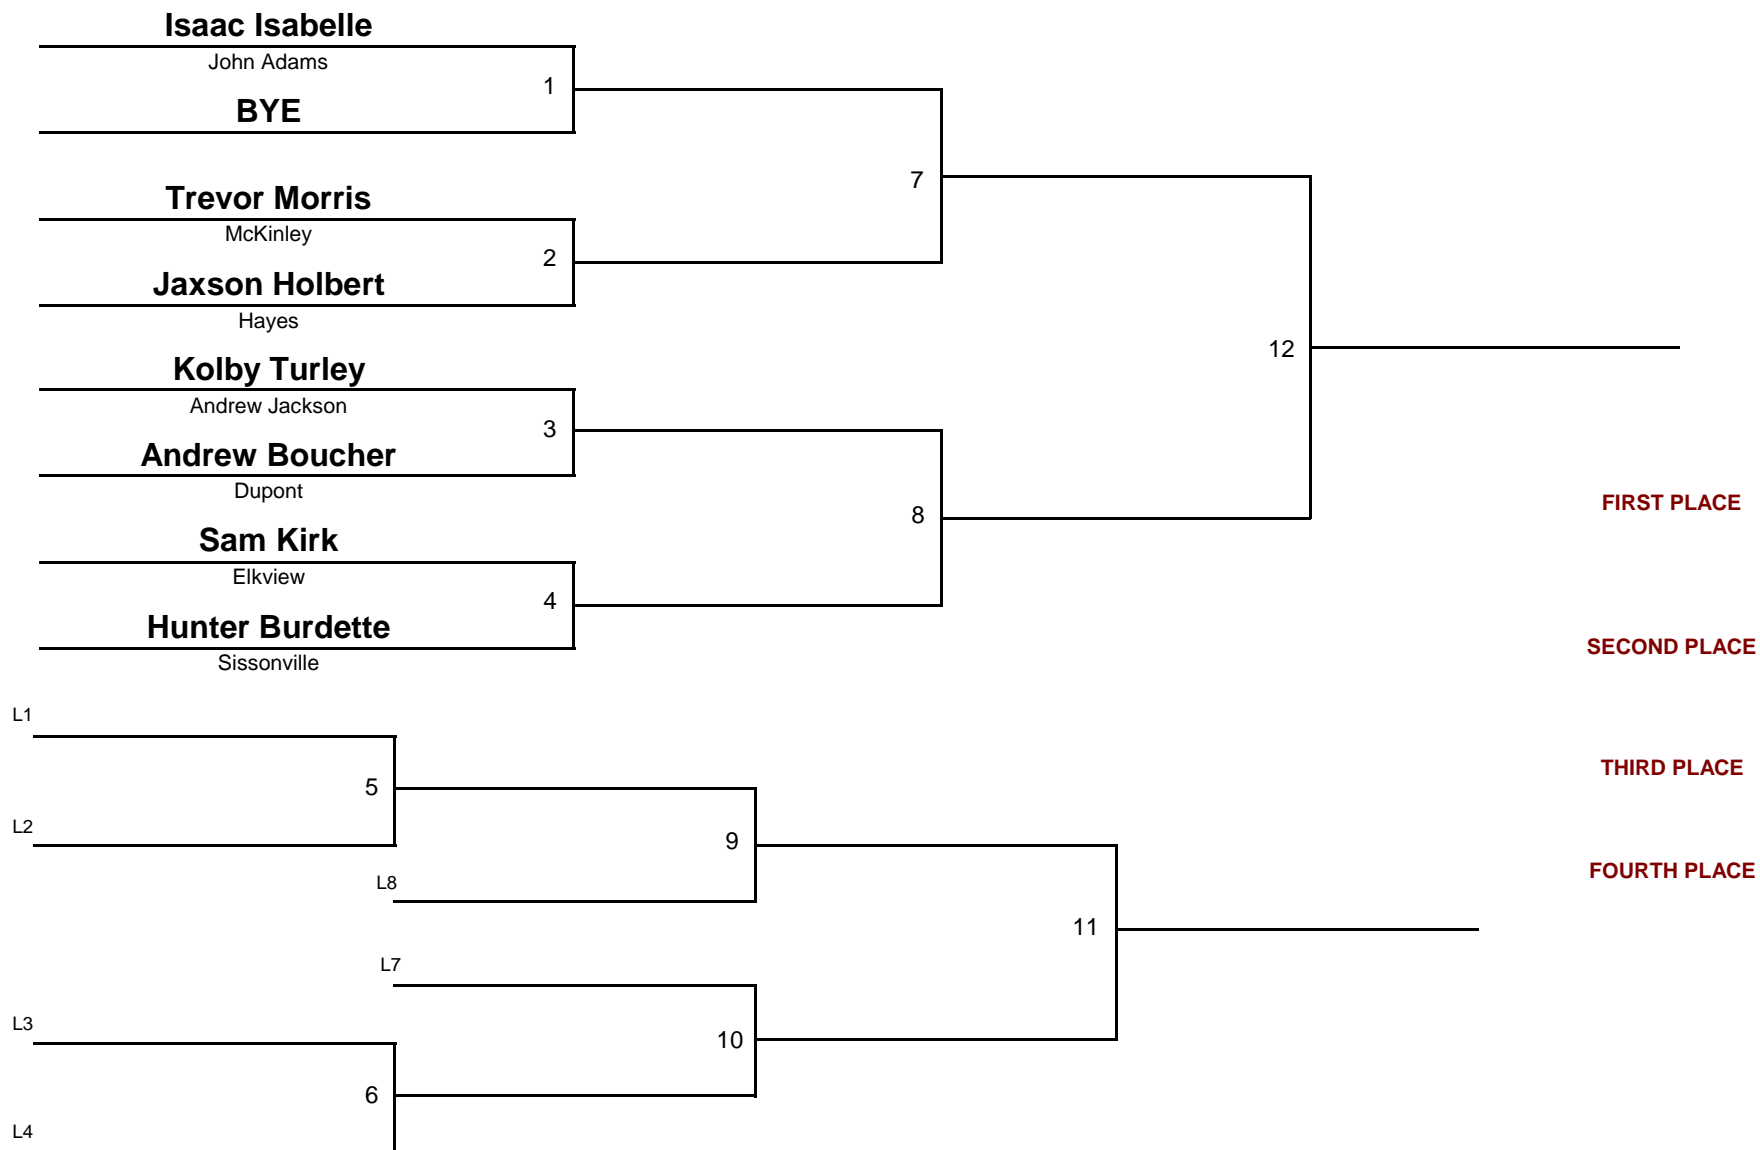 Isaac Isabelle
John Adams
1
BYE
7
Trevor Morris
McKinley
2
Jaxson Holbert
Hayes
12
Kolby Turley
Andrew Jackson
3
Andrew Boucher
Dupont
8
FIRST PLACE
Sam Kirk
Elkview
4
Hunter Burdette
Sissonville
SECOND PLACE
L1
THIRD PLACE
5
L2
9
L8
FOURTH PLACE
11
L7
L3
10
6
L4